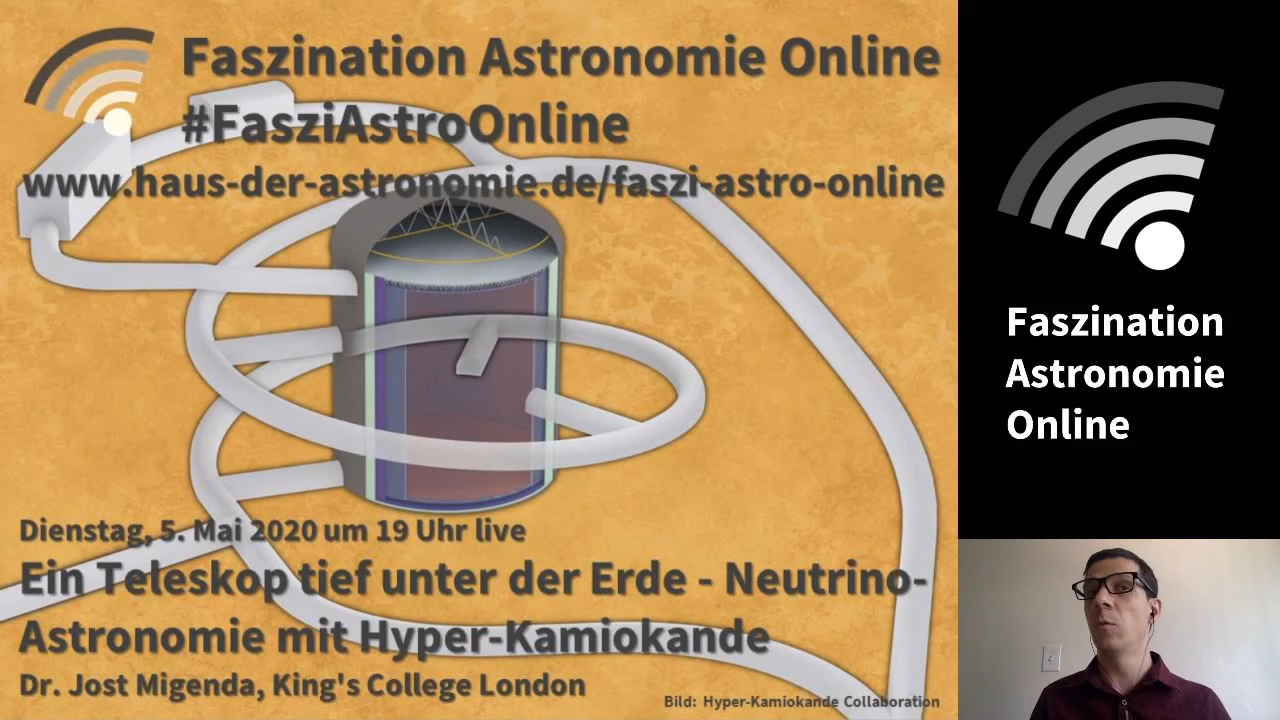 Faszination Astronomie Online
#FasziAstroOnline
www.haus-der-astronomie.de/faszi-astro-online
Dienstag, 5. Mai 2020 um 19 Uhr live
Ein Teleskop tief unter der Erde - Neutrino-
Astronomie mit Hyper-Kamiokande
Dr. Jost Migenda, King's College London
Bild: Hyper-Kamiokande Collaboration
Faszination
Astronomie
Online